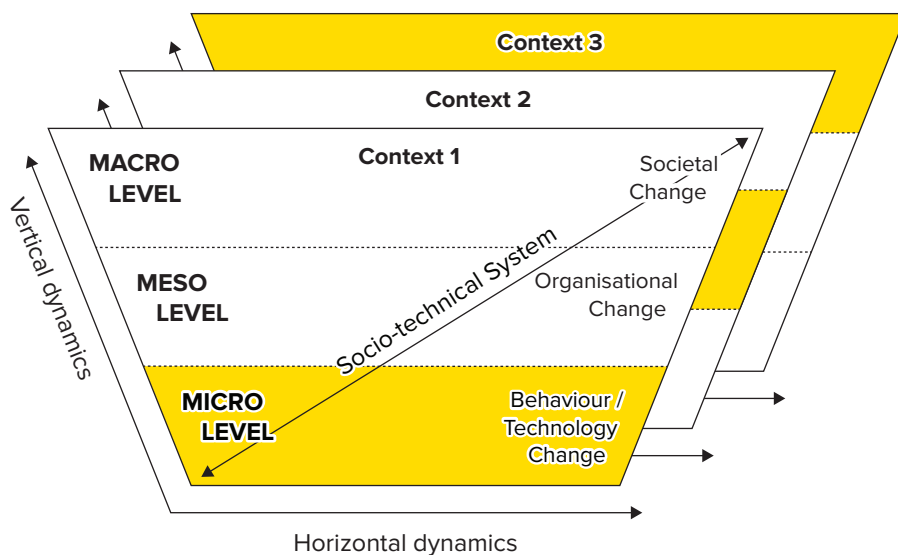 Context 3
Context 2
Context 1
MACRO
LEVEL
Societal
Change
Vertical dynamics
Socio-technical System
MESO
LEVEL
Organisational
Change
MICRO
LEVEL
Behaviour /
Technology
Change
Horizontal dynamics